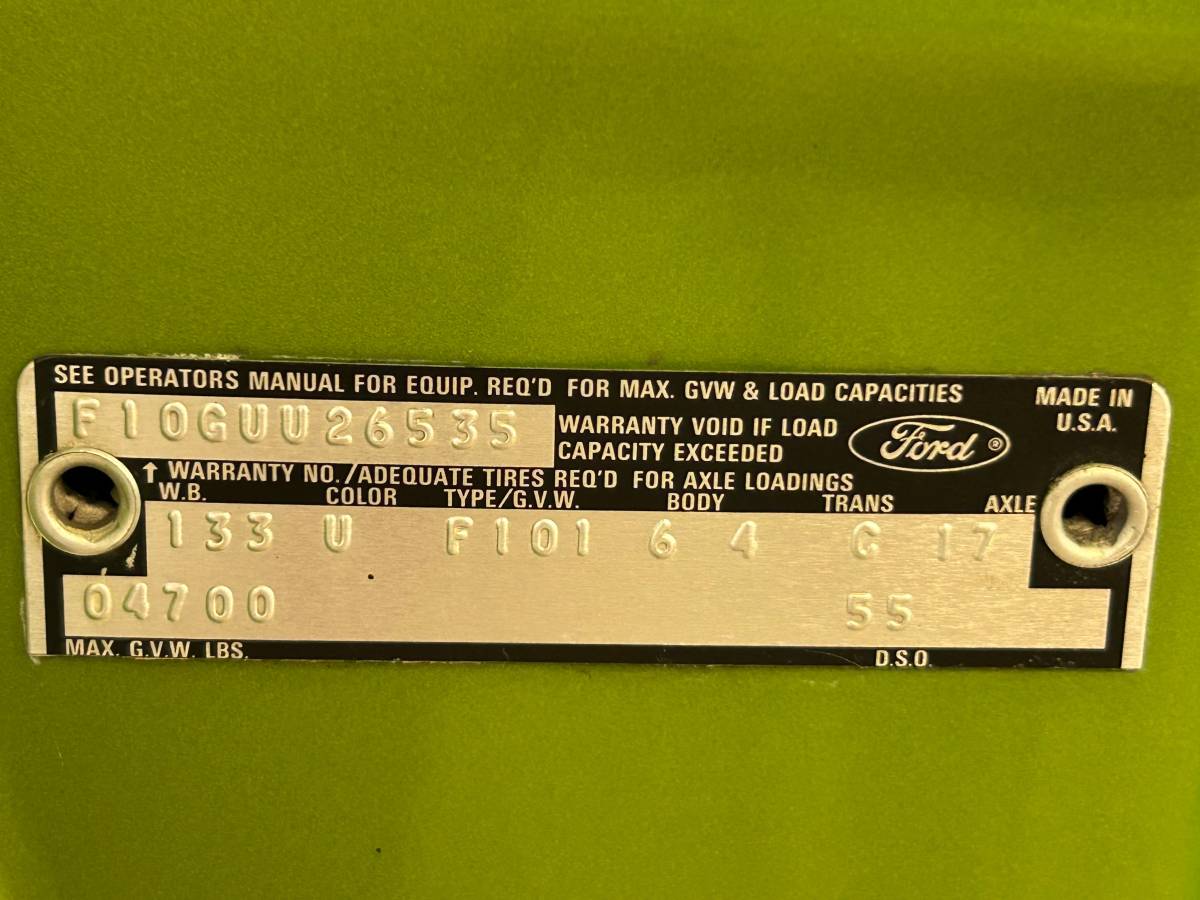 SEE OPERATORS MANUAL FOR EQUIP. REQ'D FOR MAX. GVW & LOAD CAPACITIES
MADE IN
U.S.A.
F10GUU26535
WARRANTY VOID IF LOAD
CAPACITY EXCEEDED
Ford ®
↑ WARRANTY NO./ADEQUATE TIRES REQ'D FOR AXLE LOADINGS
W.B. COLOR TYPE/G.V.W. BODY TRANS AXLE
133 U F101 64 G 17
04700 55
MAX. G.V.W. LBS. D.S.O.